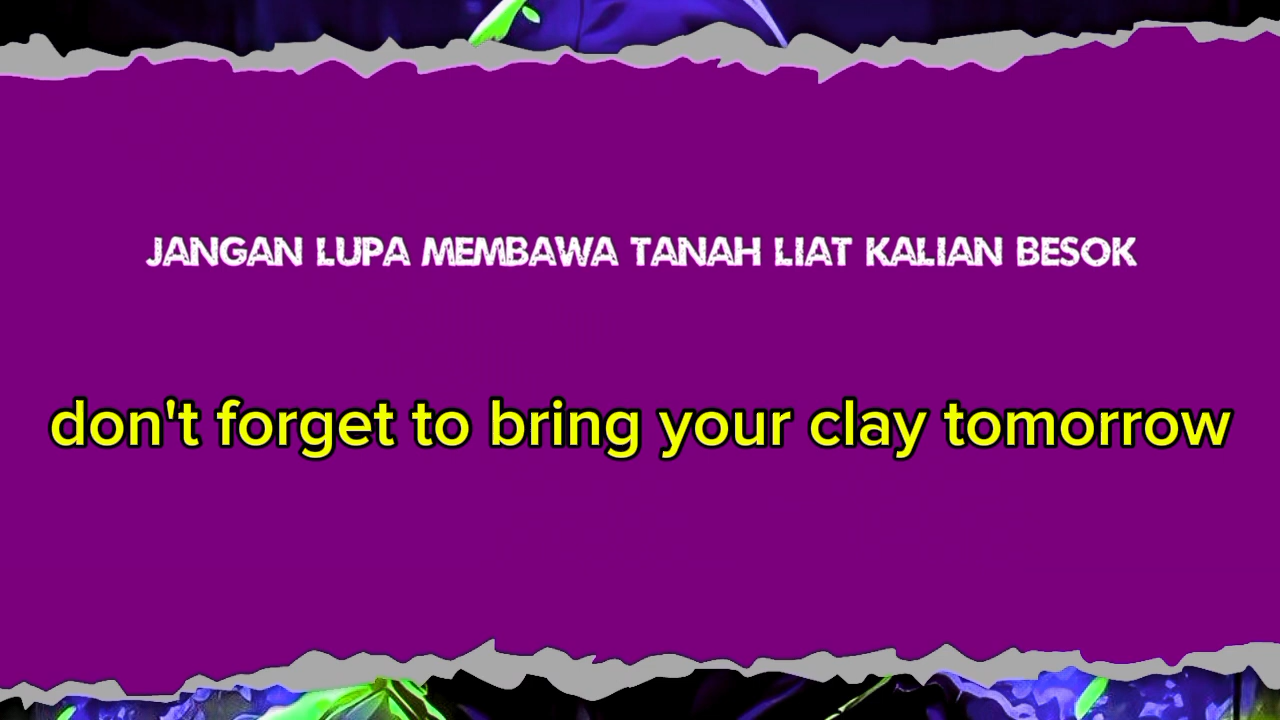 JANGAN LUPA MEMBAWA TANAH LIAT KALIAN BESOK
don't forget to bring your clay tomorrow